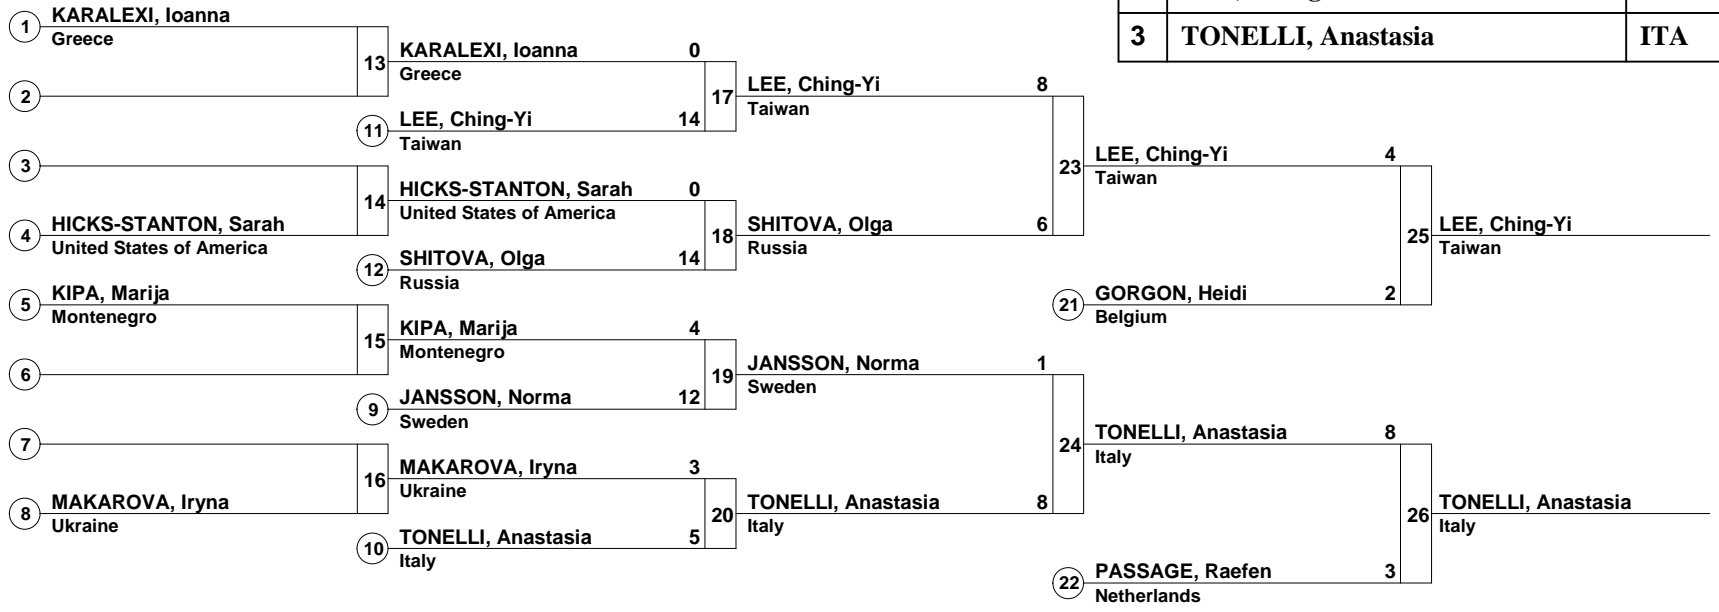 3 TONELLI, Anastasia ITA
1 KARALEXI, Ioanna
Greece
2
3
4 HICKS-STANTON, Sarah
United States of America
5 KIPA, Marija
Montenegro
6
7
8 MAKAROVA, Iryna
Ukraine
13 KARALEXI, Ioanna 0
Greece
11 LEE, Ching-Yi 14
Taiwan
14 HICKS-STANTON, Sarah 0
United States of America
12 SHITOVA, Olga 14
Russia
15 KIPA, Marija 4
Montenegro
9 JANSSON, Norma 12
Sweden
16 MAKAROVA, Iryna 3
Ukraine
10 TONELLI, Anastasia 5
Italy
17 LEE, Ching-Yi 8
Taiwan
18 SHITOVA, Olga 6
Russia
19 JANSSON, Norma 1
Sweden
20 TONELLI, Anastasia 8
Italy
23 LEE, Ching-Yi 4
Taiwan
21 GORGON, Heidi 2
Belgium
24 TONELLI, Anastasia 8
Italy
22 PASSAGE, Raefen 3
Netherlands
25 LEE, Ching-Yi
Taiwan
26 TONELLI, Anastasia
Italy